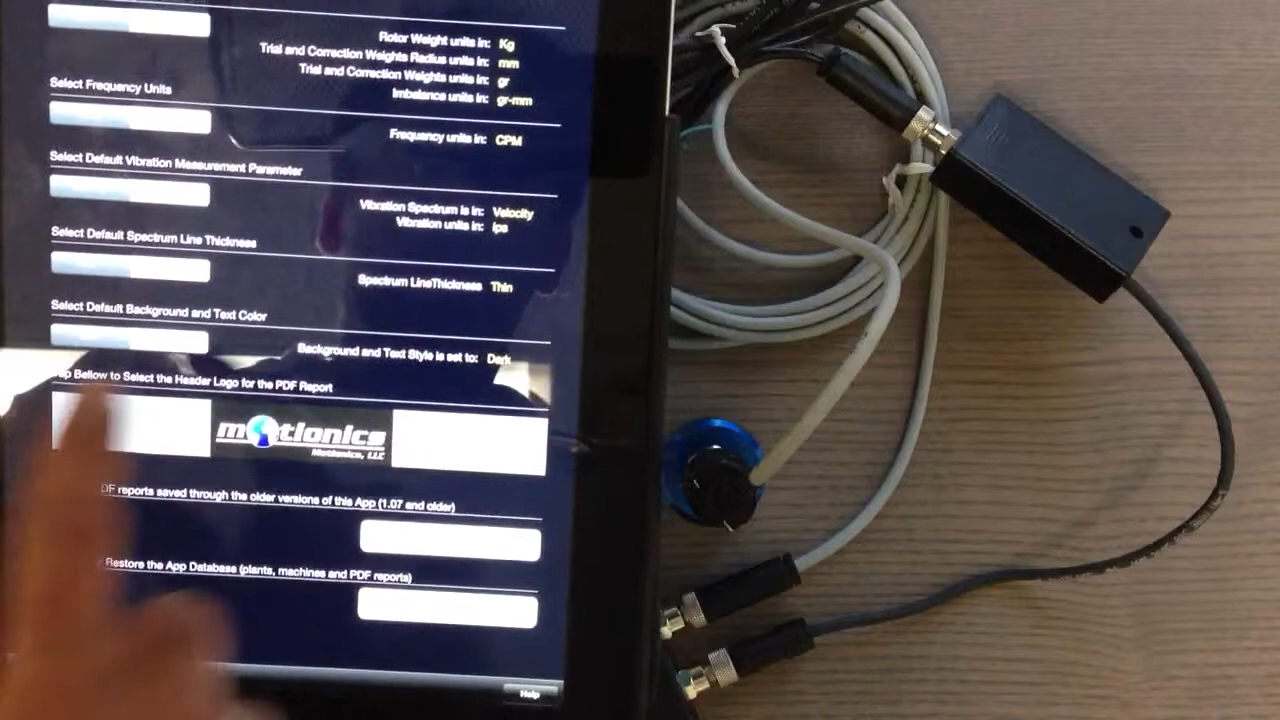 Rotor Weight units in: Kg
Trial and Correction Weights Radius units in: mm
Trial and Correction Weights units in: gr
Imbalance units in: gr-mm
Select Frequency Units
Frequency units in: CPM
Select Default Vibration Measurement Parameter
Vibration Spectrum is in: Velocity
Vibration units in: Ips
Select Default Spectrum Line Thickness
Spectrum LineThickness Thin
Select Default Background and Text Color
Background and Text Style is set to: Dark
Bellow to Select the Header Logo for the PDF Report
motionics
Motionics, LLC
reports saved through the older versions of this App (1.07 and older)
Restore the App Database (plants, machines and PDF reports)
Help